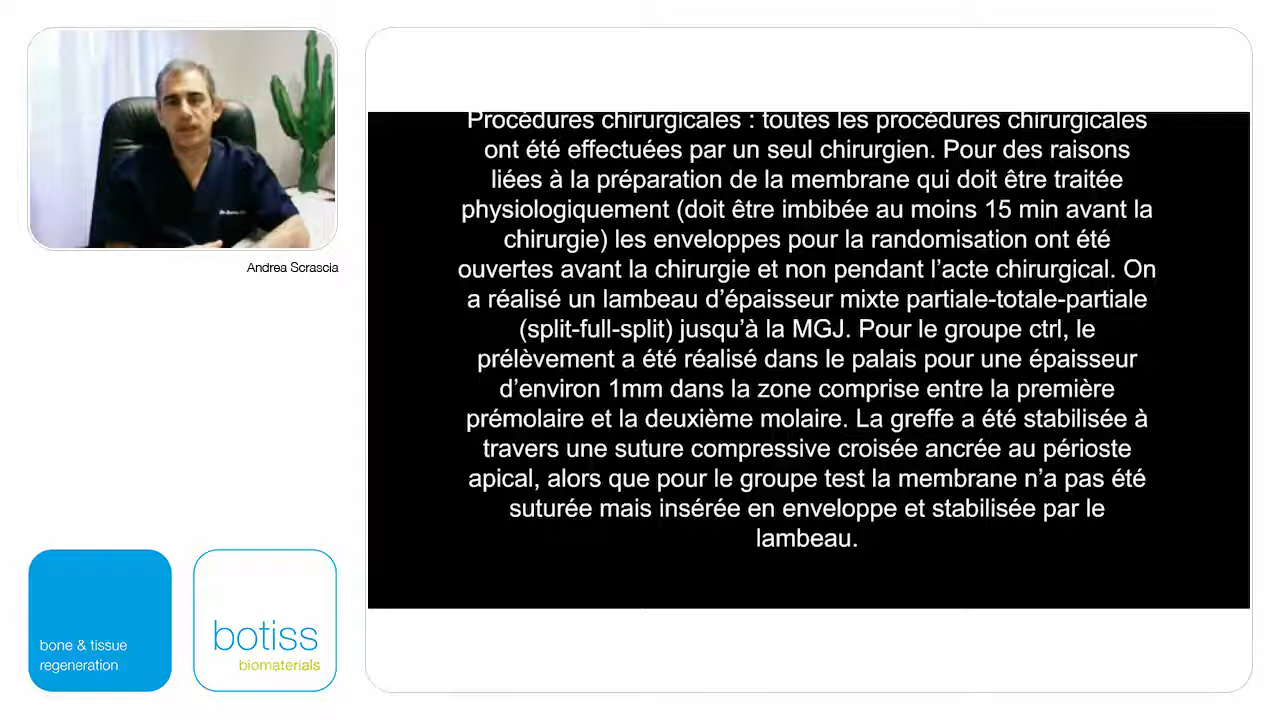 Procédures chirurgicales : toutes les procédures chirurgicales
ont été effectuées par un seul chirurgien. Pour des raisons
liées à la préparation de la membrane qui doit être traitée
physiologiquement (doit être imbibée au moins 15 min avant la
chirurgie) les enveloppes pour la randomisation ont été
ouvertes avant la chirurgie et non pendant l’acte chirurgical. On
a réalisé un lambeau d’épaisseur mixte partiale-totale-partiale
(split-full-split) jusqu’à la MGJ. Pour le groupe ctrl, le
prélèvement a été réalisé dans le palais pour une épaisseur
d’environ 1mm dans la zone comprise entre la première
prémolaire et la deuxième molaire. La greffe a été stabilisée à
travers une suture compressive croisée ancrée au périoste
apical, alors que pour le groupe test la membrane n’a pas été
suturée mais insérée en enveloppe et stabilisée par le
lambeau.
Andrea Scrascia
bone & tissue
regeneration
botiss
biomaterials